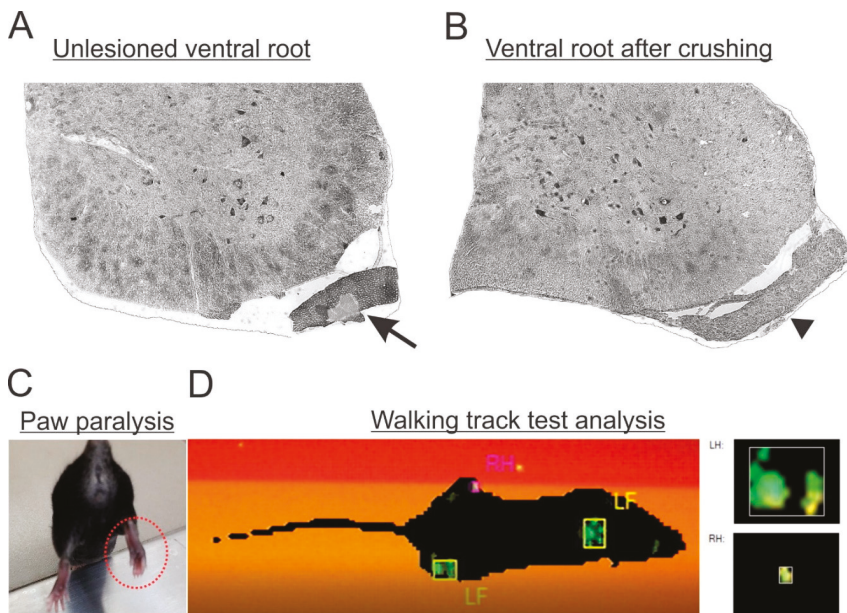 A
Unlesioned ventral root
B
Ventral root after crushing
C
Paw paralysis
D
Walking track test analysis
RH
LF
LF
LH:
RH: